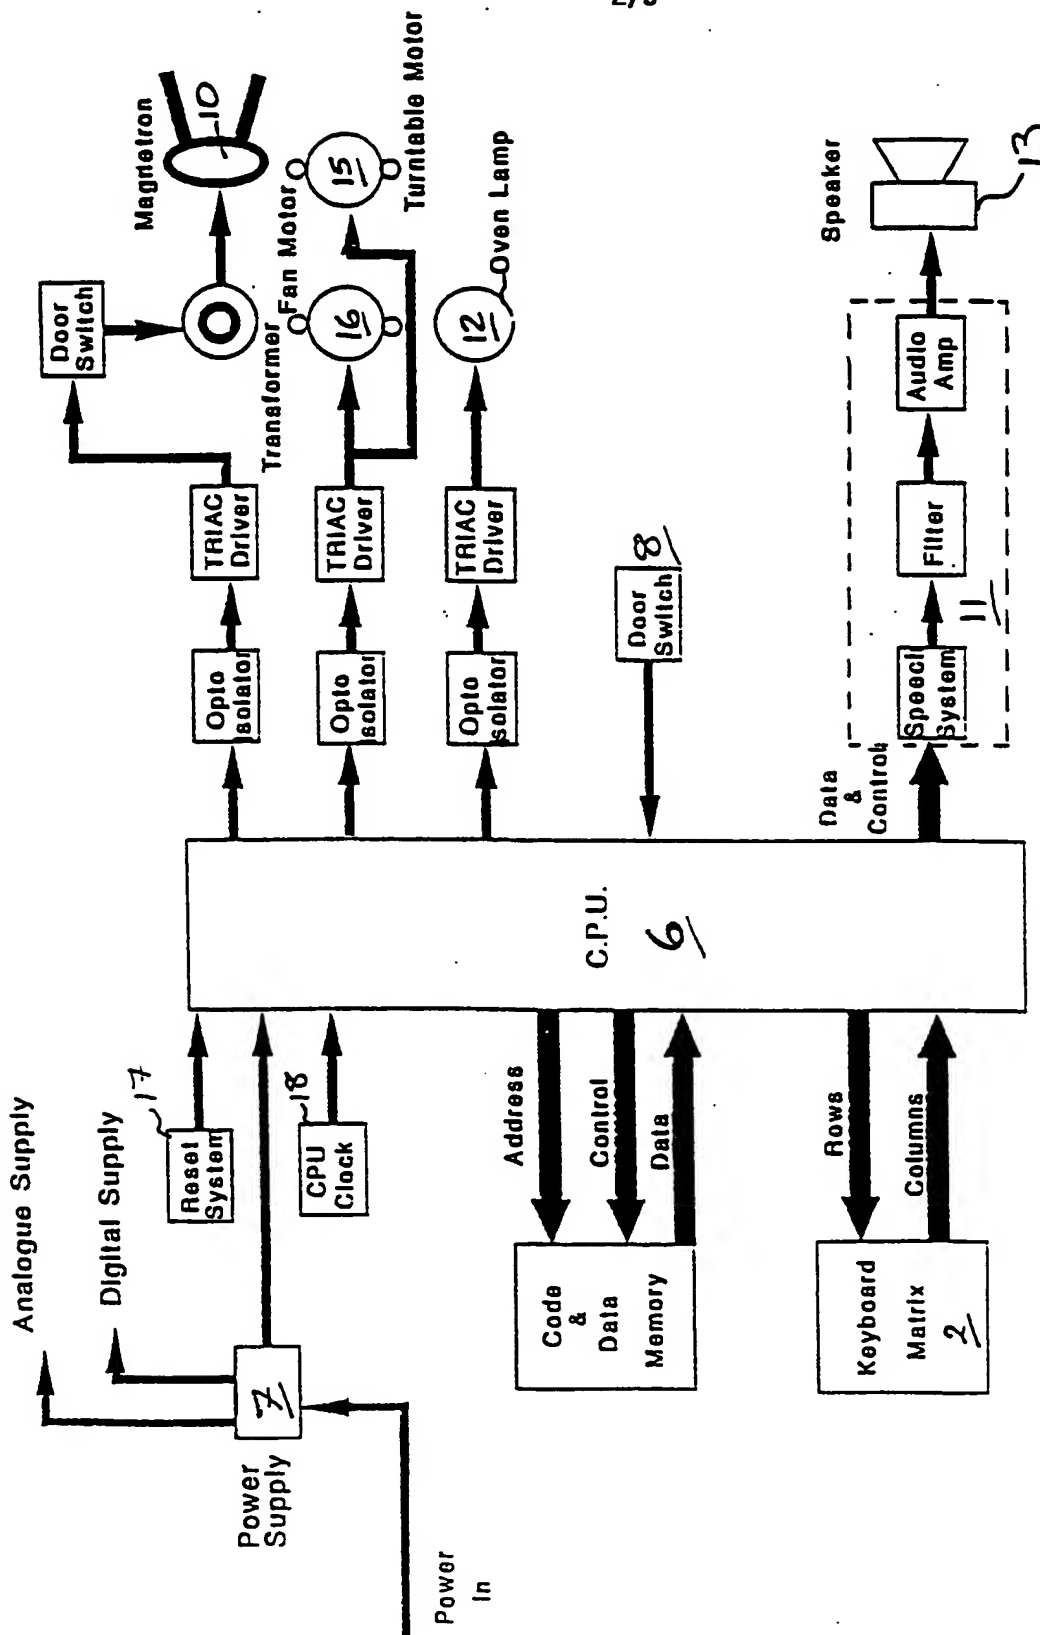 Analogue Supply
Digital Supply
Power
Supply
7
Power
In
17
Reset
System
18
CPU
Clock
Code
&
Data
Memory
Address
Control
Data
Keyboard
Matrix
2
Rows
Columns
C.P.U.
6
Opto
Isolator
TRIAC
Driver
Door
Switch
Transformer
Magnetron
10
Opto
Isolator
TRIAC
Driver
Fan Motor
16
15
Turntable Motor
Opto
Isolator
TRIAC
Driver
12
Oven Lamp
Door
Switch
8
Data
&
Control
Speech
System
11
Filter
Audio
Amp
Speaker
13